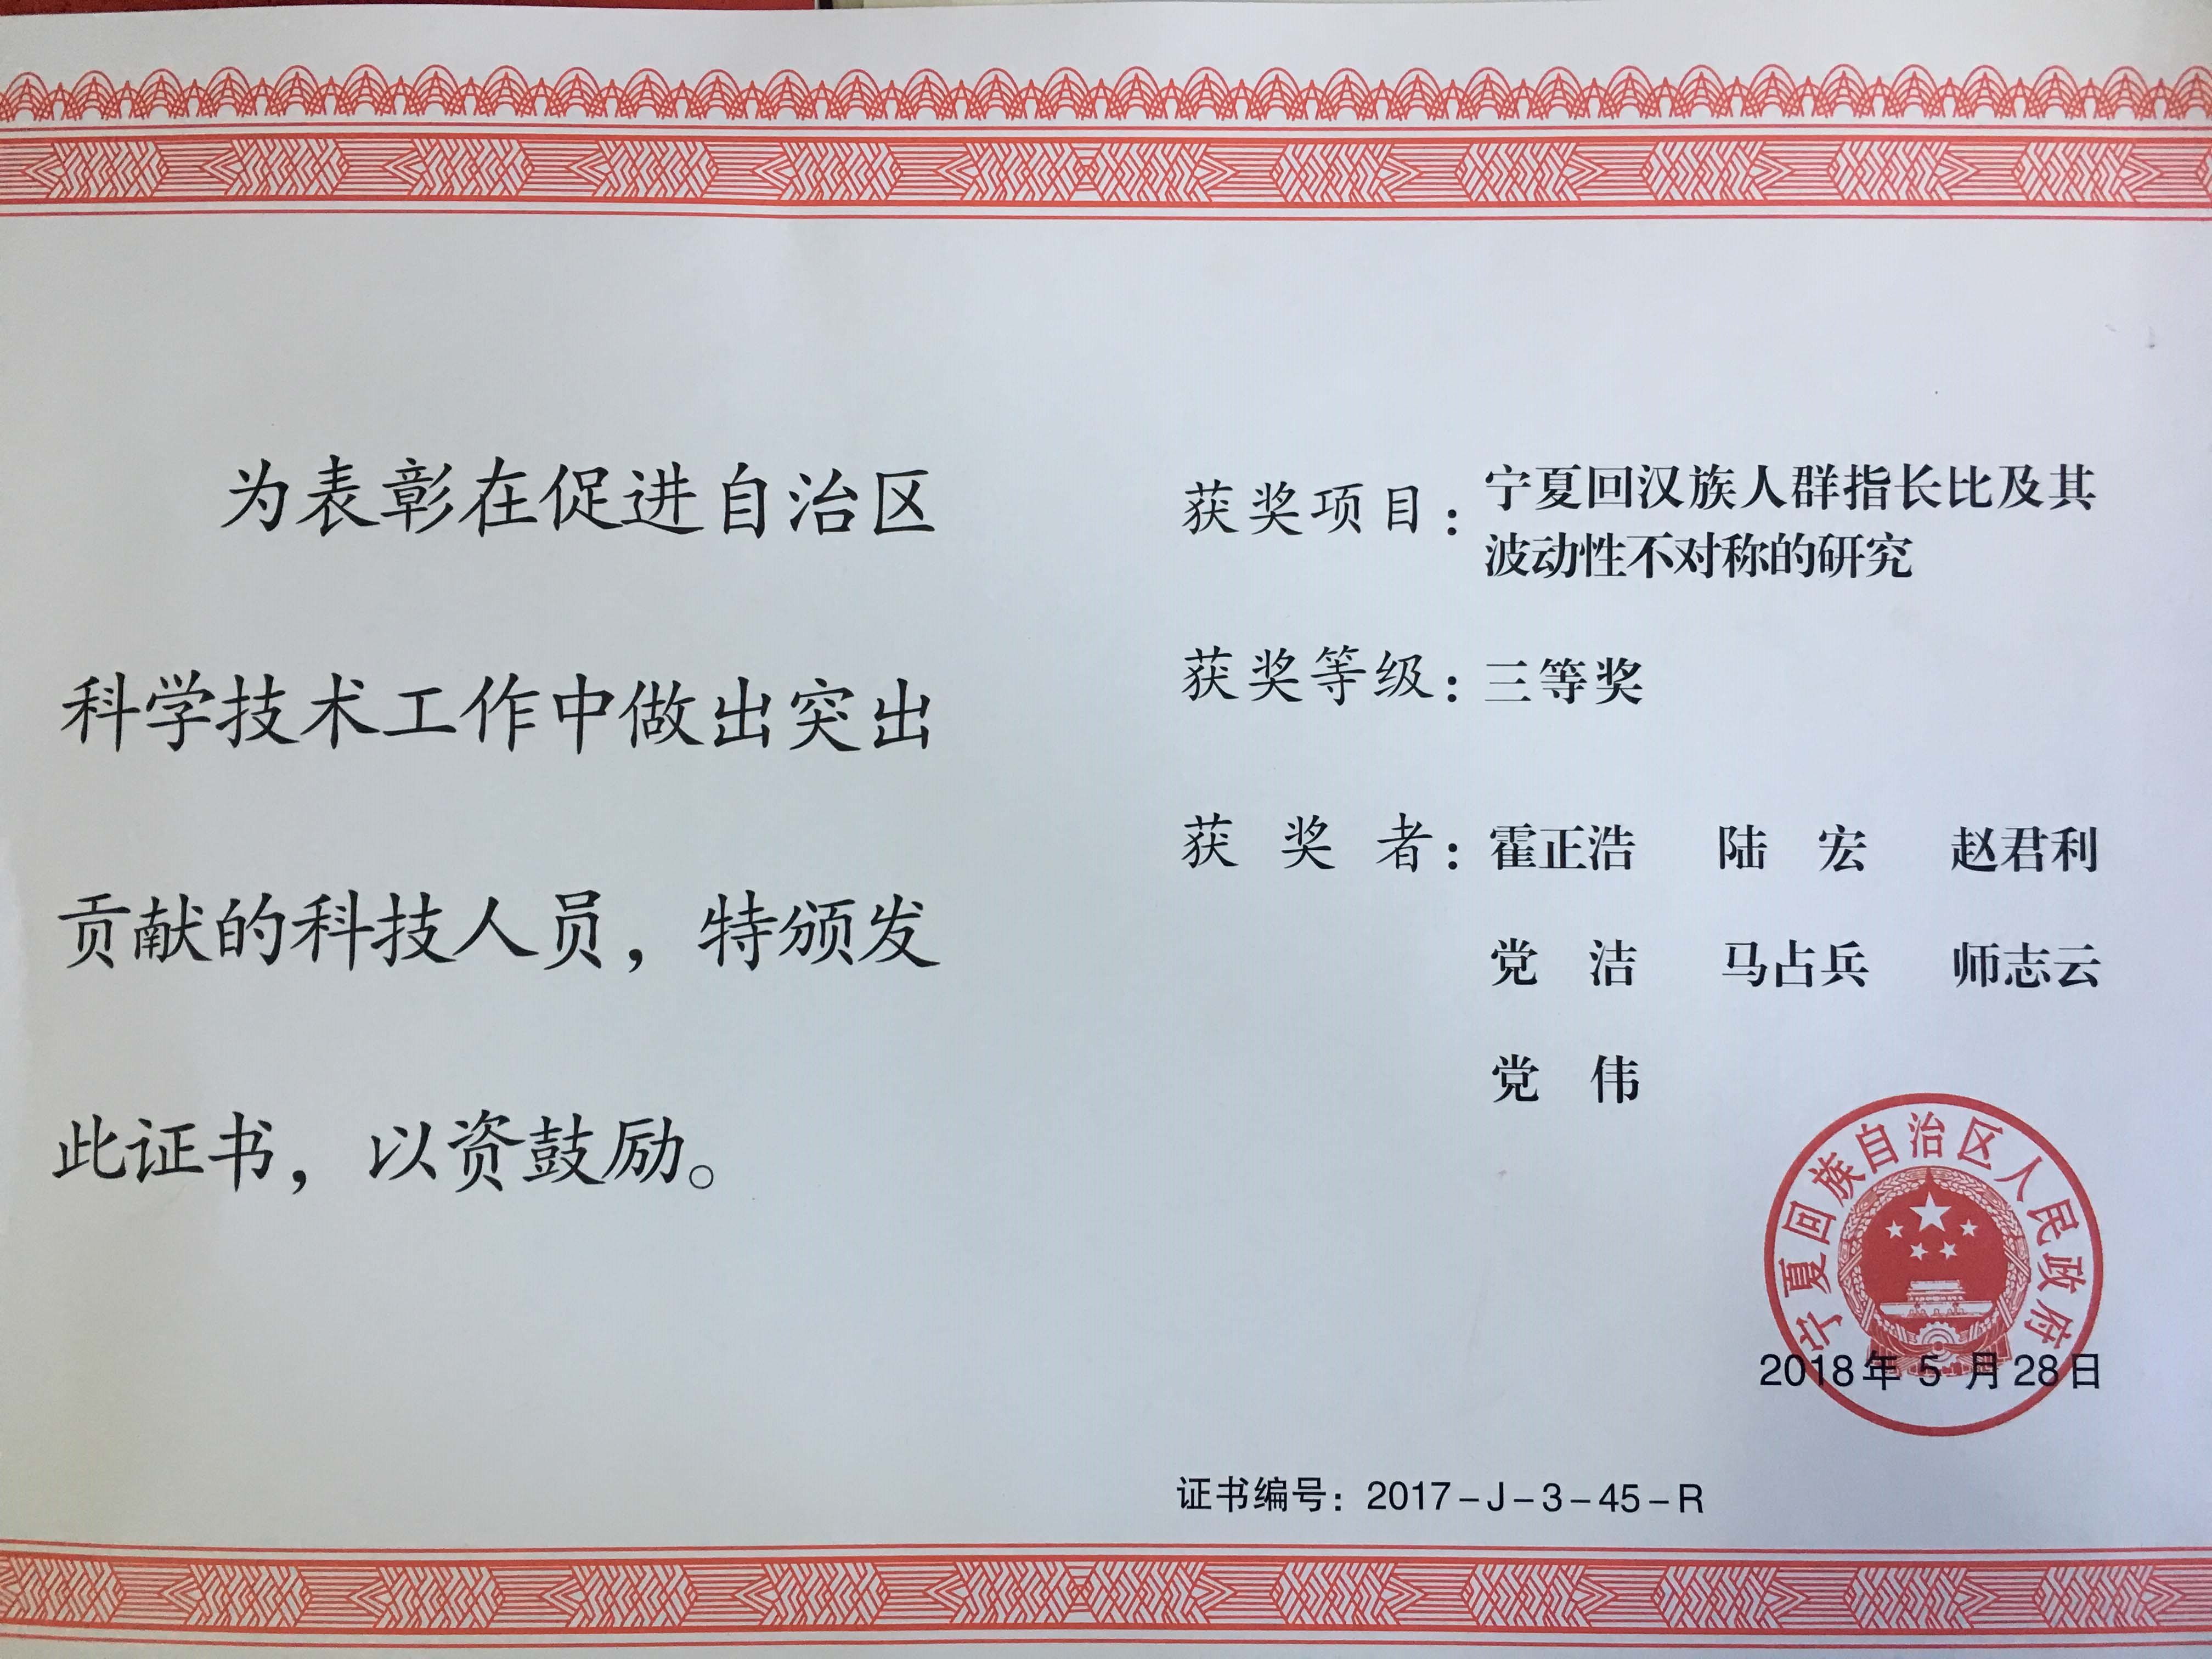 为表彰在促进自治区
科学技术工作中做出突出
贡献的科技人员，特颁发
此证书，以资鼓励。
获奖项目：宁夏回汉族人群指长比及其
波动性不对称的研究
获奖等级：三等奖
获 奖 者：霍正浩 陆 宏 赵君利
党 洁 马占兵 师志云
党 伟
宁夏回族自治区人民政府
2018年 5 月28日
证书编号：2017-J-3-45-R